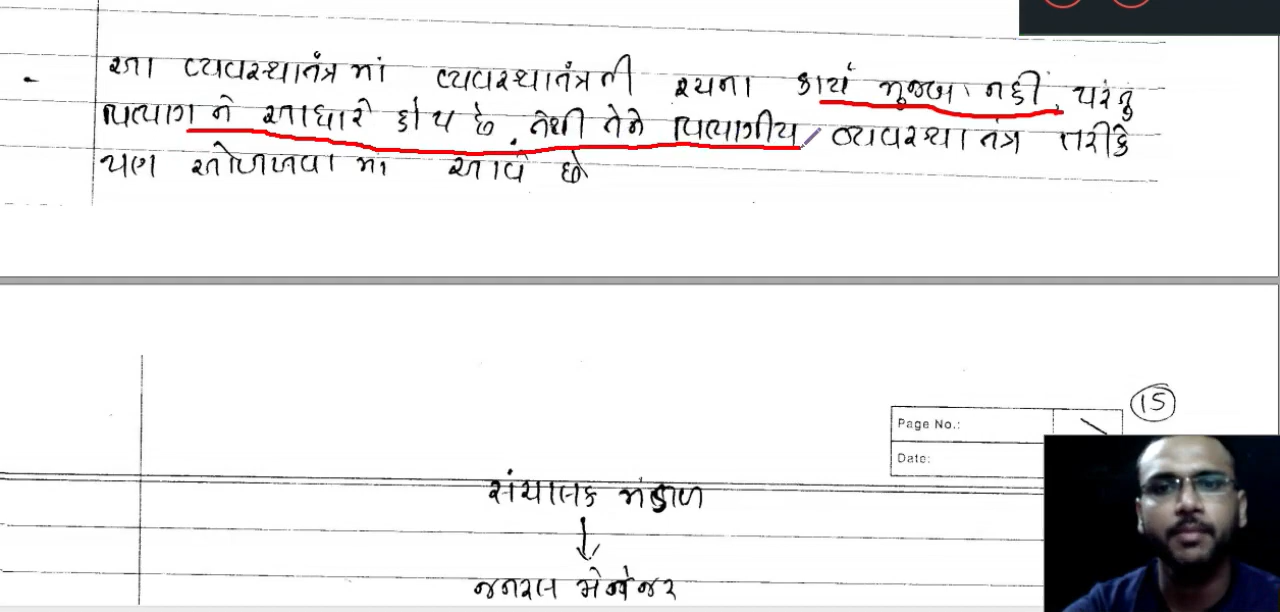 - આ વ્યવસ્થાતંત્ર માં વ્યવસ્થાતંત્રની રચના કાર્ય મુજબ નહીં, પરંતુ
વિભાગ ને આધારે હોય છે. તેથી તેને વિભાગીય વ્યવસ્થાતંત્ર તરીકે
પણ ઓળખવા માં આવે છે
15
Page No.:
Date:
સંચાલક મંડળ
જનરલ મેનેજર